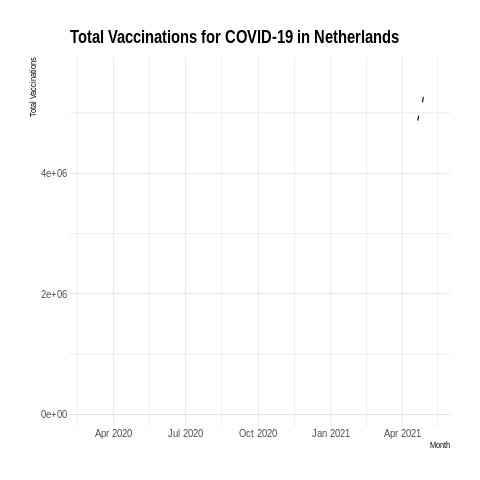 Total Vaccinations for COVID-19 in Netherlands
Total Vaccinations
4e+06
2e+06
0e+00
Apr 2020 Jul 2020 Oct 2020 Jan 2021 Apr 2021
Month